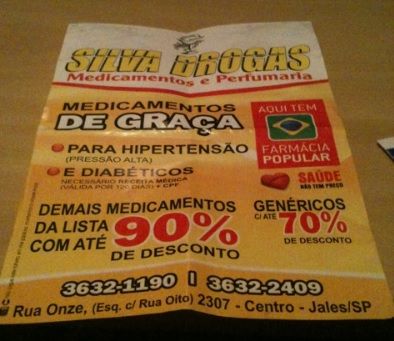 SILVA DROGAS
Medicamentos e Perfumaria
MEDICAMENTOS
DE GRAÇA
PARA HIPERTENSÃO
(PRESSÃO ALTA)
E DIABÉTICOS
NECESSÁRIO RECEITA MÉDICA
(VÁLIDA POR 120 DIAS) + CPF
AQUI TEM
FARMÁCIA
POPULAR
SAÚDE
NÃO TEM PREÇO
DEMAIS MEDICAMENTOS
DA LISTA
COM ATÉ 90%
DE DESCONTO
GENÉRICOS
C/ ATÉ 70%
DE DESCONTO
3632-1190 | 3632-2409
Rua Onze, (Esq. c/ Rua Oito) 2307 - Centro - Jales/SP